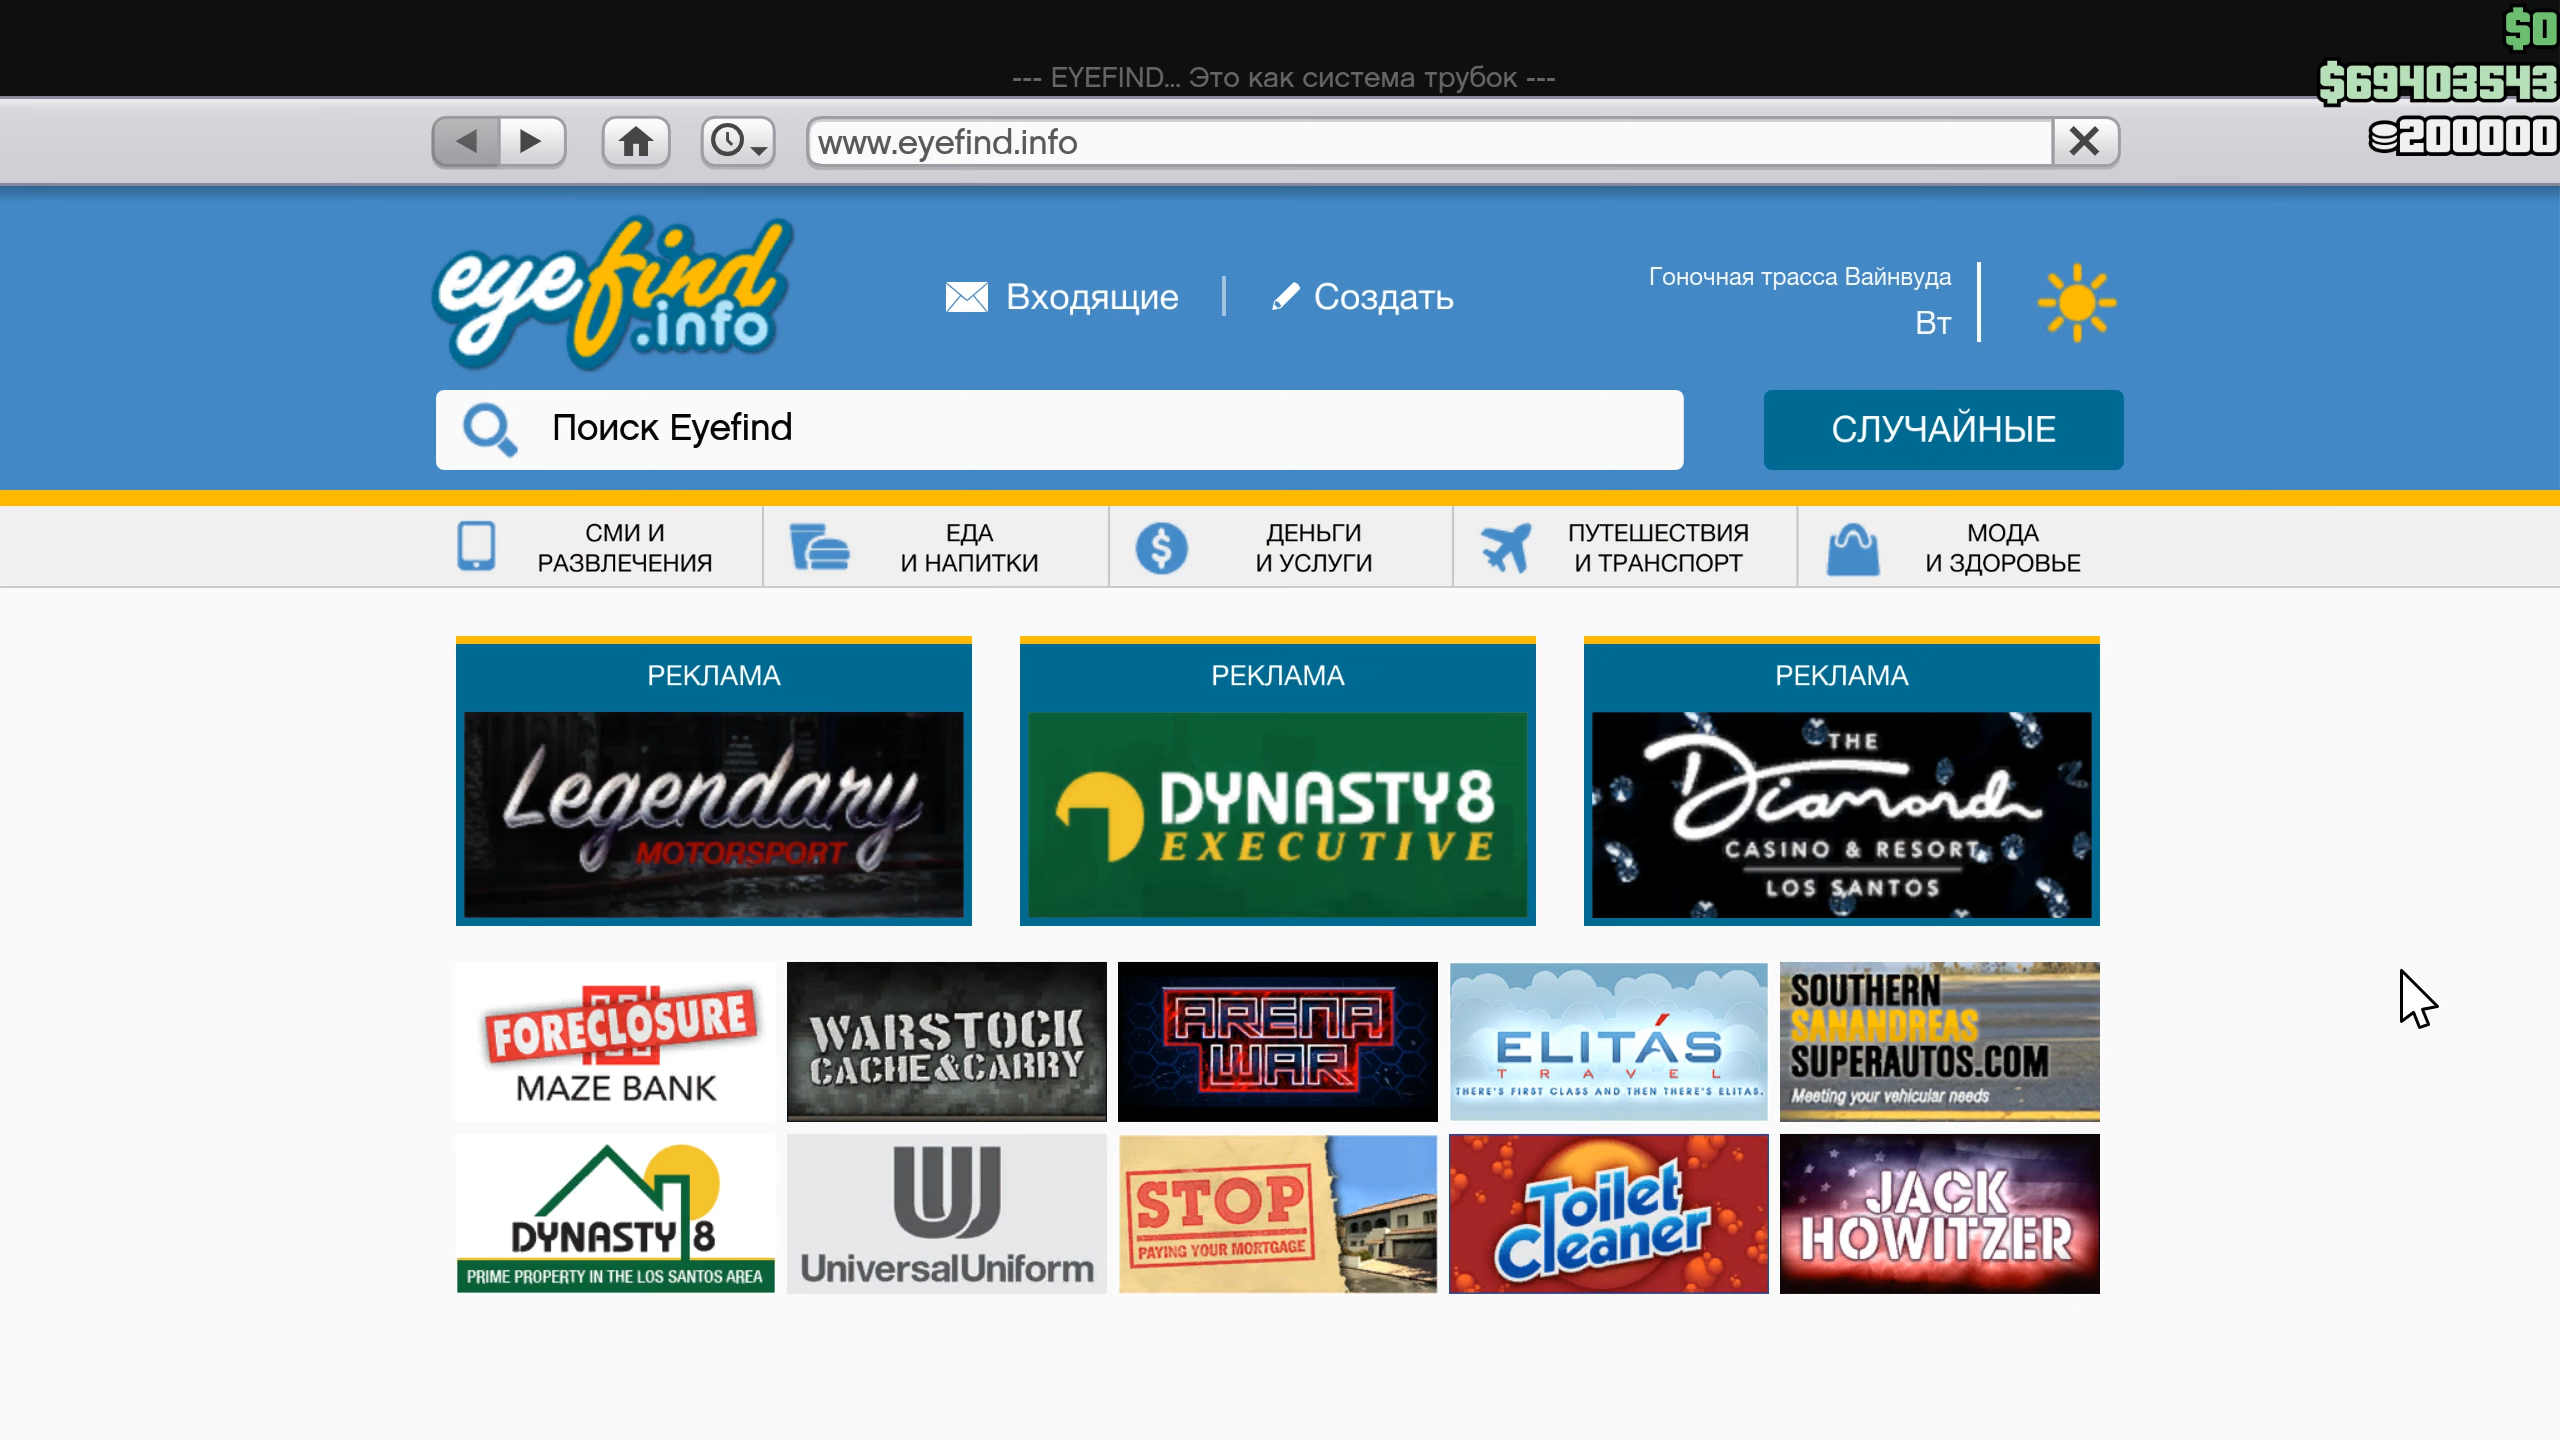 $0
--- EYEFIND... Это как система трубок ---
$69403543
www.eyefind.info
200000
eyefind
.info
Входящие
Создать
Гоночная трасса Вайнвуда
Вт
Поиск Eyefind
СЛУЧАЙНЫЕ
СМИ И
РАЗВЛЕЧЕНИЯ
ЕДА
И НАПИТКИ
ДЕНЬГИ
И УСЛУГИ
ПУТЕШЕСТВИЯ
И ТРАНСПОРТ
МОДА
И ЗДОРОВЬЕ
РЕКЛАМА
Legendary
MOTORSPORT
РЕКЛАМА
DYNASTY 8
EXECUTIVE
РЕКЛАМА
THE
Diamond
CASINO & RESORT
LOS SANTOS
FORECLOSURE
MAZE BANK
WARSTOCK
CACHE & CARRY
ARENA
WAR
ELITÁS
TRAVEL
THERE'S FIRST CLASS AND THEN THERE'S ELITAS.
SOUTHERN
SANANDREAS
SUPERAUTOS.COM
Meeting your vehicular needs
DYNASTY 8
PRIME PROPERTY IN THE LOS SANTOS AREA
UniversalUniform
STOP
PAYING YOUR MORTGAGE
Toilet
Cleaner
JACK
HOWITZER